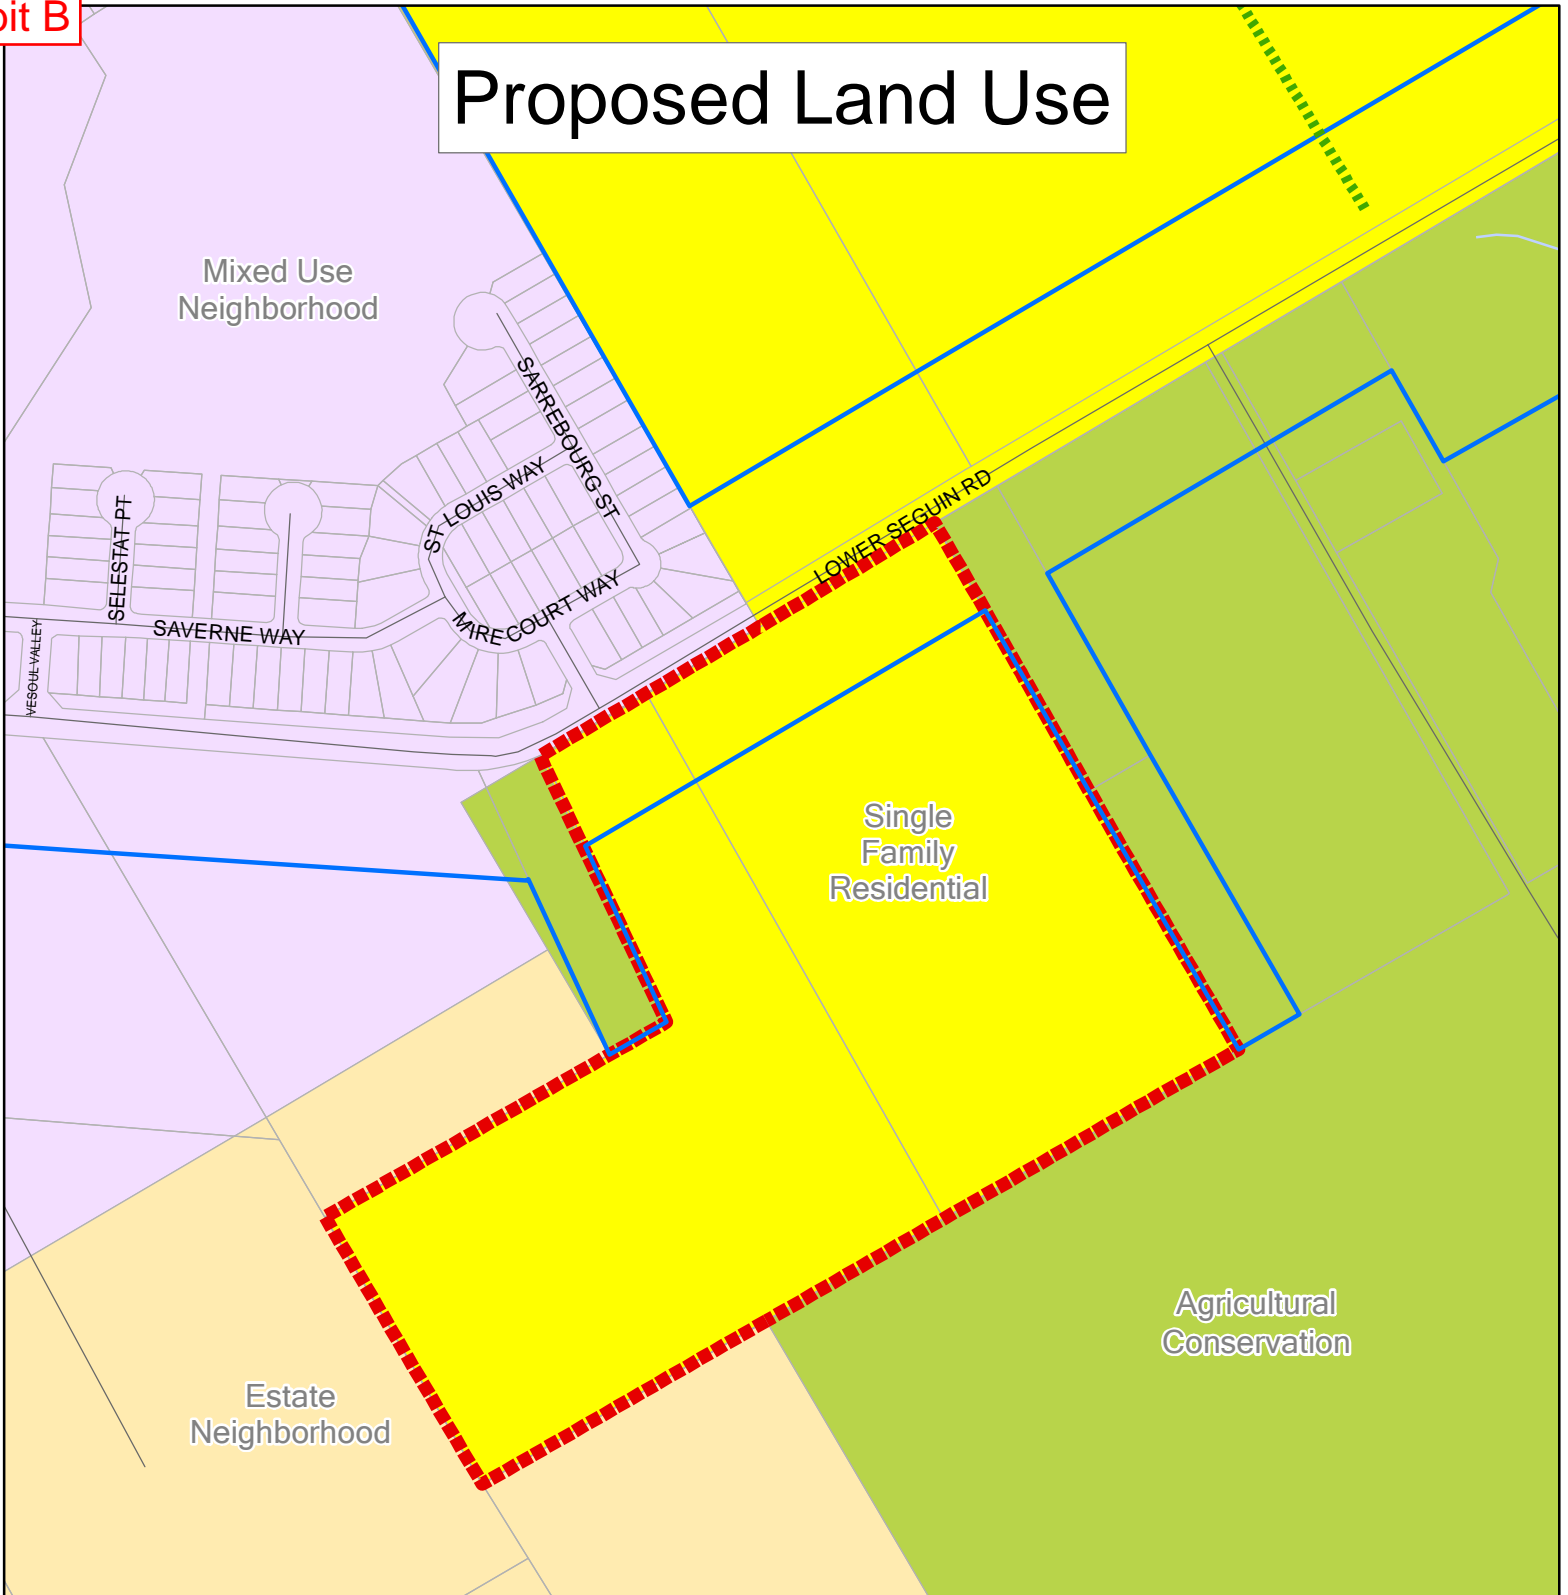 bit B
Proposed Land Use
Mixed Use
Neighborhood
SARREBOURG ST
ST LOUIS WAY
SELESTAT PT
LOWER SEGUIN RD
MIRECOURT WAY
SAVERNE WAY
VESOUL VALLEY
Single
Family
Residential
Agricultural
Conservation
Estate
Neighborhood